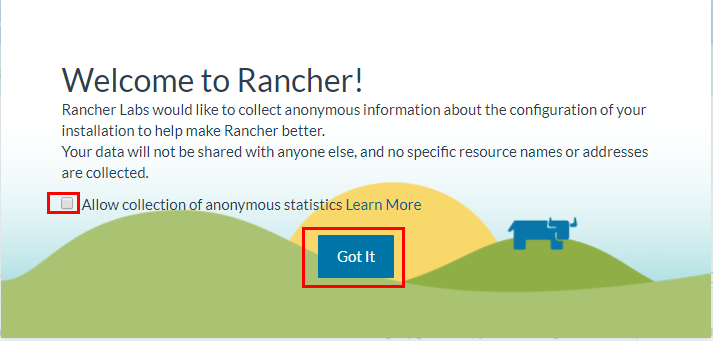 Welcome to Rancher!
Rancher Labs would like to collect anonymous information about the configuration of your
installation to help make Rancher better.
Your data will not be shared with anyone else, and no specific resource names or addresses
are collected.
Allow collection of anonymous statistics Learn More
Got It